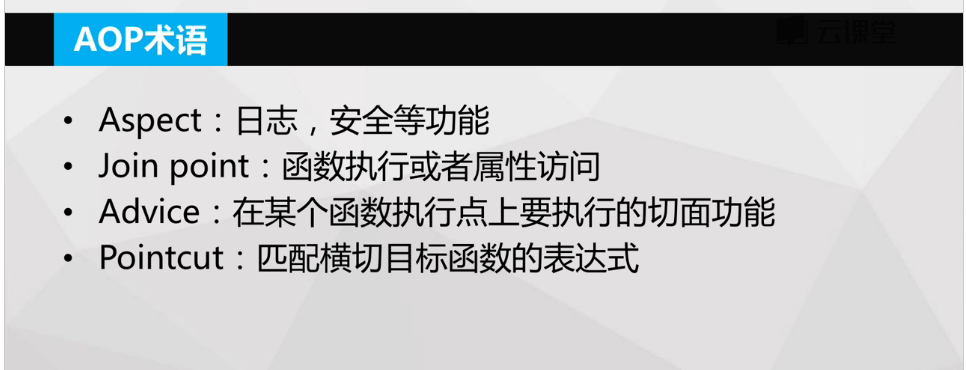 AOP术语
云课堂
• Aspect：日志，安全等功能
• Join point：函数执行或者属性访问
• Advice：在某个函数执行点上要执行的切面功能
• Pointcut：匹配横切目标函数的表达式